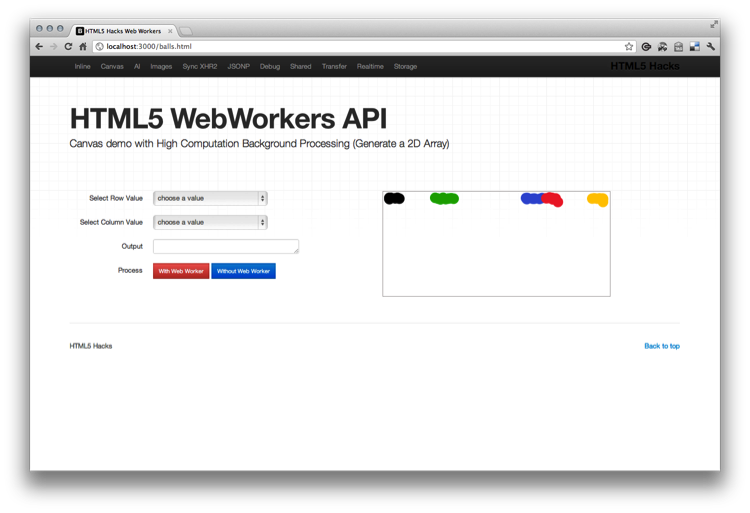 HTML5 Hacks Web Workers
localhost:3000/balls.html
Inline Canvas AI Images Sync XHR2 JSONP Debug Shared Transfer Realtime Storage HTML5 Hacks
HTML5 WebWorkers API
Canvas demo with High Computation Background Processing (Generate a 2D Array)
Select Row Value choose a value
Select Column Value choose a value
Output
Process With Web Worker Without Web Worker
HTML5 Hacks Back to top